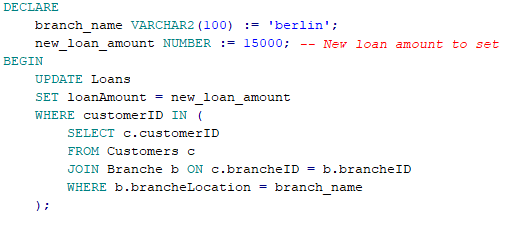 DECLARE
    branch_name VARCHAR2(100) := 'berlin';
    new_loan_amount NUMBER := 15000; -- New loan amount to set
BEGIN
    UPDATE Loans
    SET loanAmount = new_loan_amount
    WHERE customerID IN (
        SELECT c.customerID
        FROM Customers c
        JOIN Branche b ON c.brancheID = b.brancheID
        WHERE b.brancheLocation = branch_name
    );